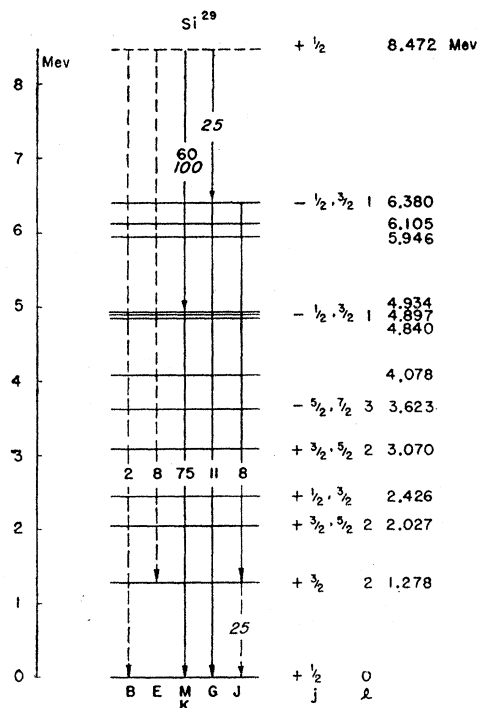 Si²⁹
Mev
+ ½ 8.472 Mev
8
25
7
60
100
- ½, ³⁄₂ 1 6.380
6.105
6
5.946
5
4.934
- ½, ³⁄₂ 1 4.897
4.840
4
4.078
- ⁵⁄₂, ⁷⁄₂ 3 3.623
3
+ ³⁄₂, ⁵⁄₂ 2 3.070
2 8 75 11 8
+ ½, ³⁄₂ 2.426
2
+ ³⁄₂, ⁵⁄₂ 2 2.027
+ ³⁄₂ 2 1.278
1
25
0
+ ½ 0
B E M G J
K
j ℓ